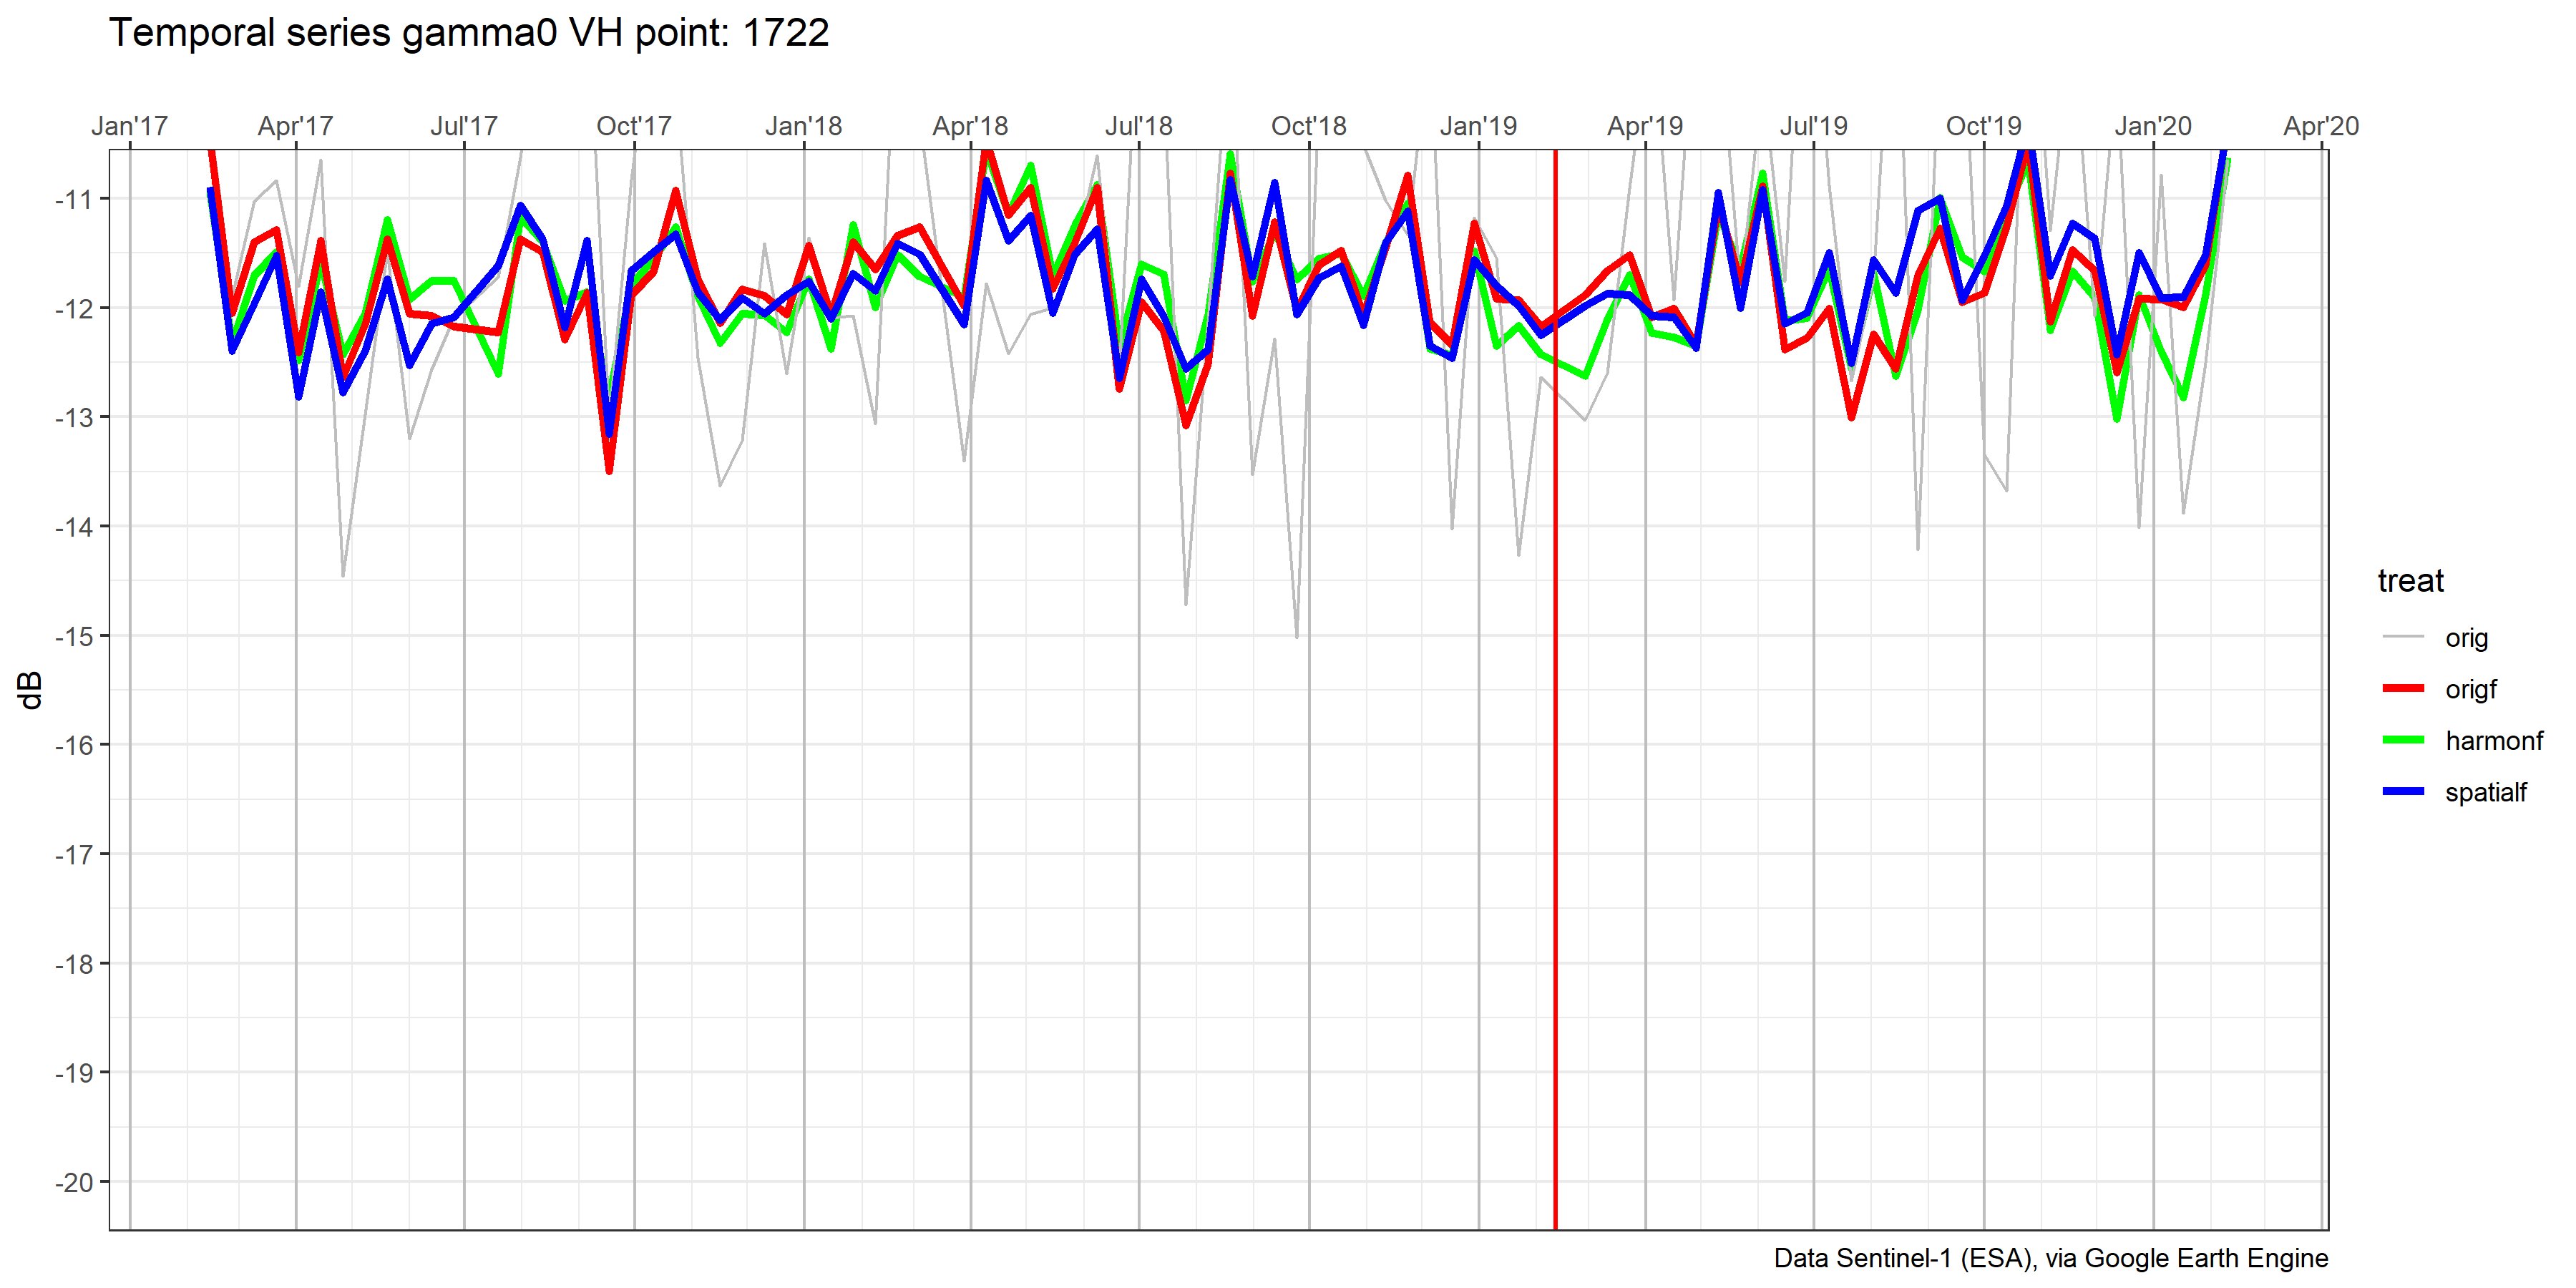 Temporal series gamma0 VH point: 1722
Jan'17 Apr'17 Jul'17 Oct'17 Jan'18 Apr'18 Jul'18 Oct'18 Jan'19 Apr'19 Jul'19 Oct'19 Jan'20 Apr'20
-11
-12
-13
-14
-15
-16
-17
-18
-19
-20
dB
treat
orig
origf
harmonf
spatialf
Data Sentinel-1 (ESA), via Google Earth Engine